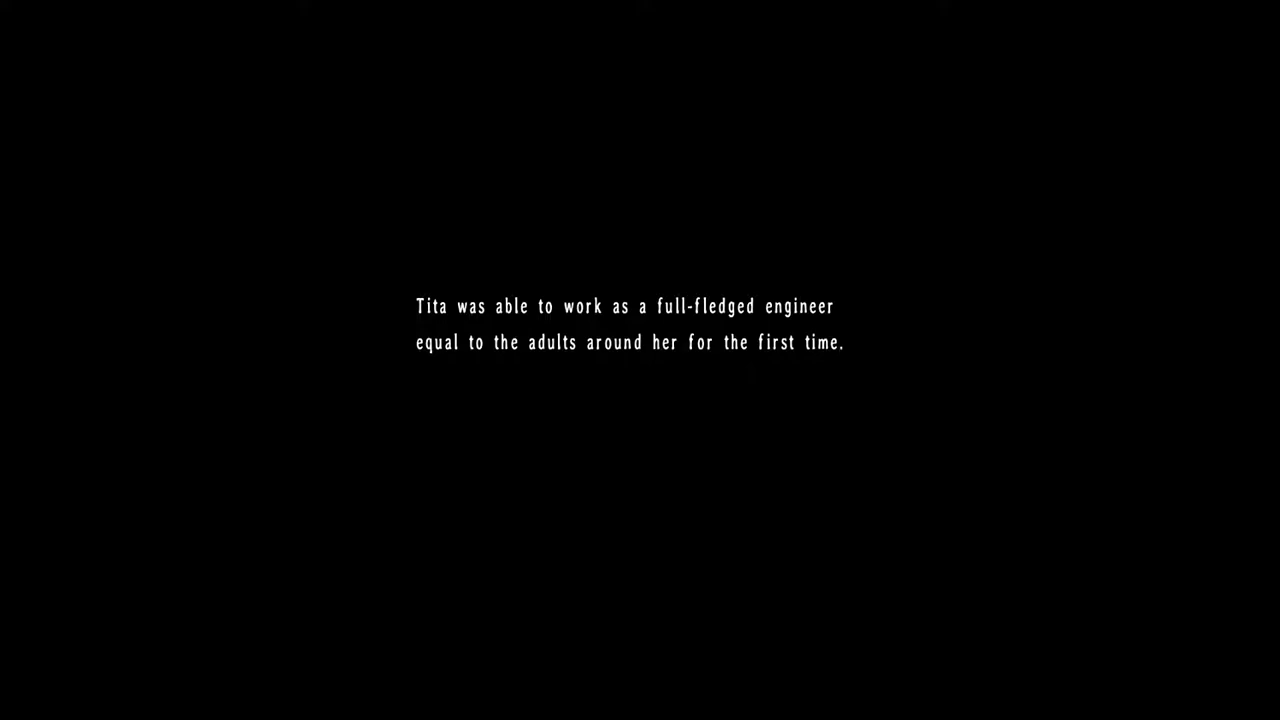 Tita was able to work as a full-fledged engineer
equal to the adults around her for the first time.